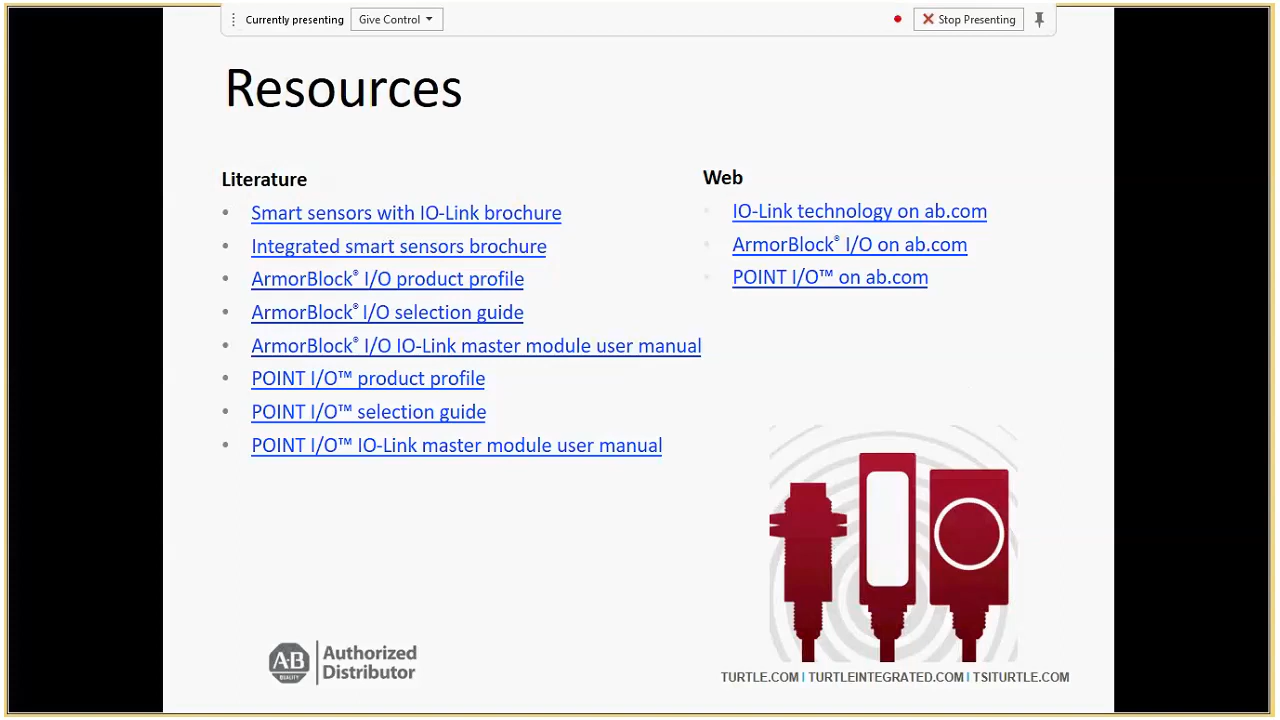 Currently presenting Give Control Stop Presenting
Resources
Literature
Smart sensors with IO-Link brochure
Integrated smart sensors brochure
ArmorBlock® I/O product profile
ArmorBlock® I/O selection guide
ArmorBlock® I/O IO-Link master module user manual
POINT I/O™ product profile
POINT I/O™ selection guide
POINT I/O™ IO-Link master module user manual
Web
IO-Link technology on ab.com
ArmorBlock® I/O on ab.com
POINT I/O™ on ab.com
A-B
QUALITY
Authorized
Distributor
TURTLE.COM I TURTLEINTEGRATED.COM I TSITURTLE.COM